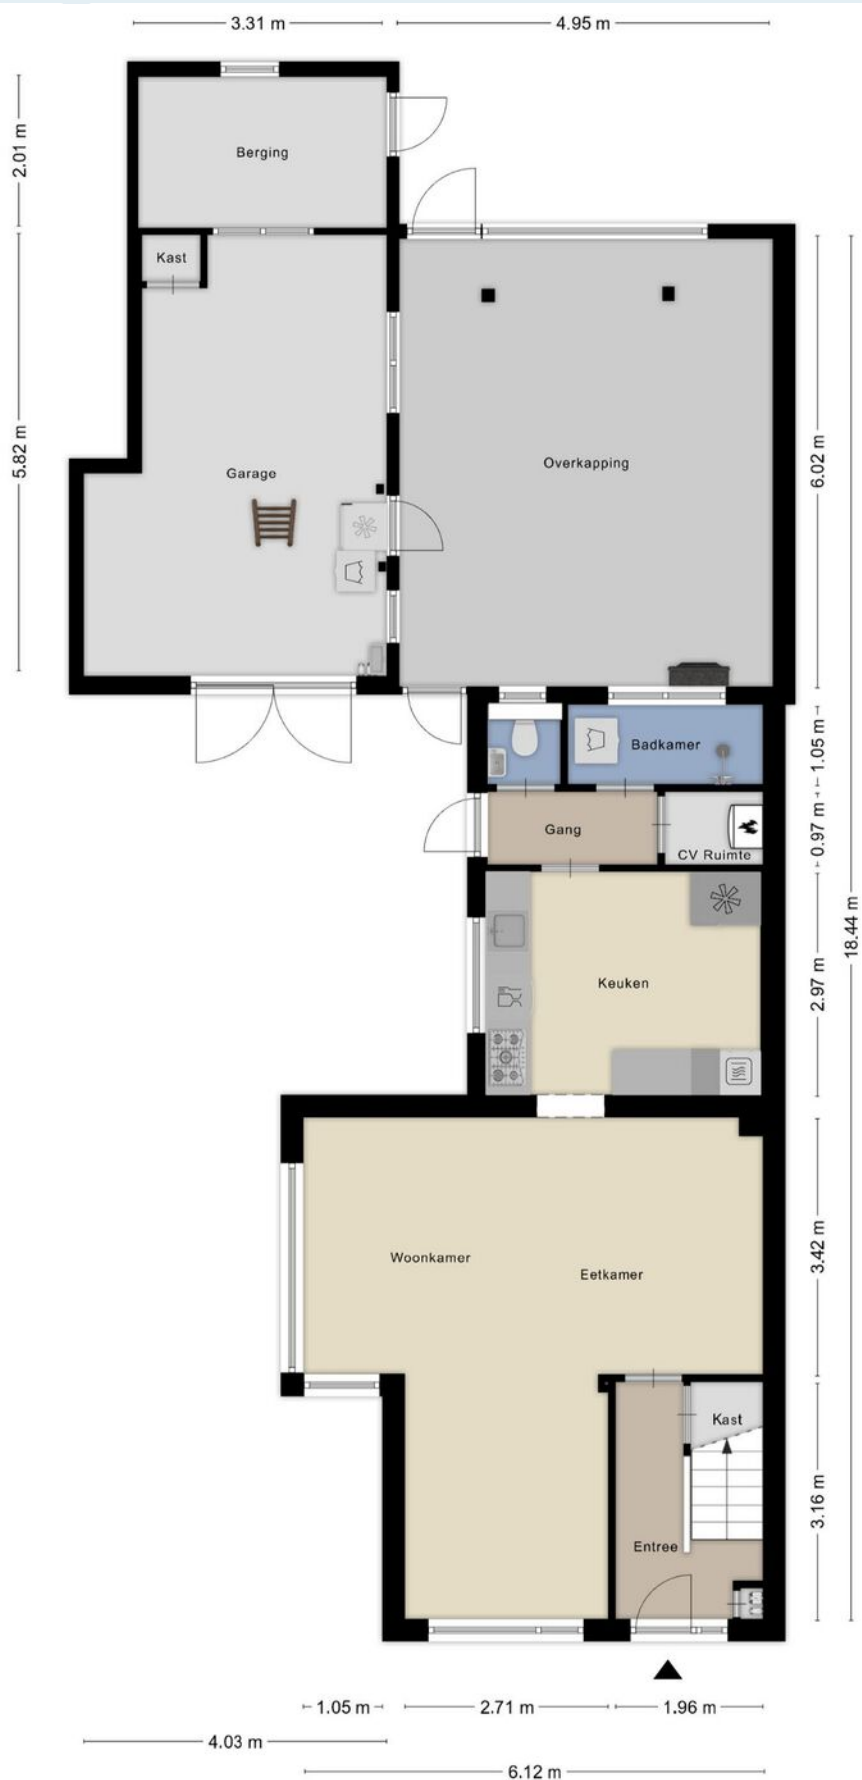 3.31 m
4.95 m
2.01 m
Berging
Kast
5.82 m
Garage
Overkapping
6.02 m
Badkamer
1.05 m
Gang
CV Ruimte
0.97 m
18.44 m
Keuken
2.97 m
Woonkamer
Eetkamer
3.42 m
Kast
Entree
3.16 m
1.05 m
2.71 m
1.96 m
4.03 m
6.12 m